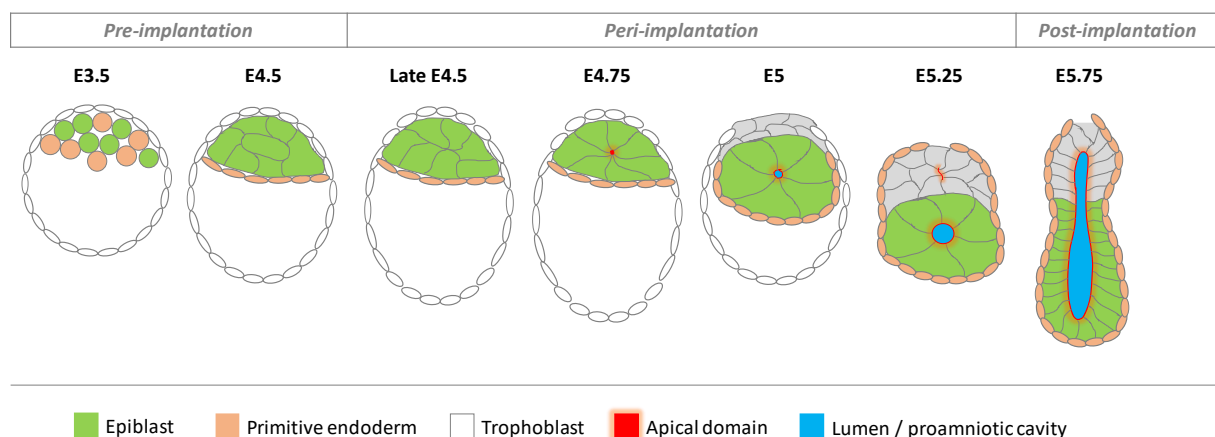 Pre-implantation Peri-implantation Post-implantation
E3.5 E4.5 Late E4.5 E4.75 E5 E5.25 E5.75
Epiblast Primitive endoderm Trophoblast Apical domain Lumen / proamniotic cavity